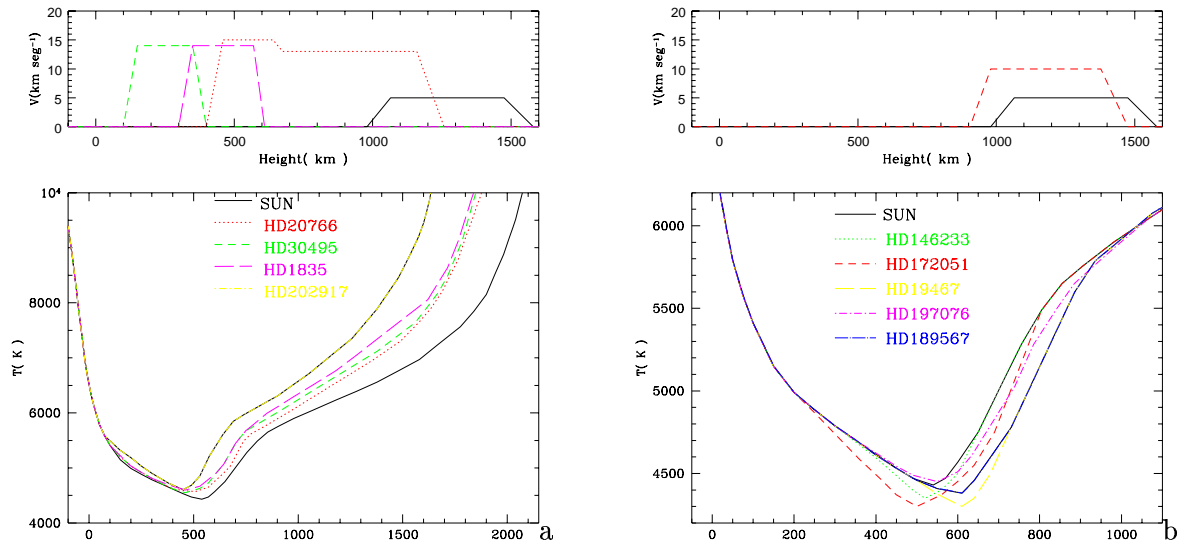 20
15
10
5
0
V(km seg⁻¹)
0 500 1000 1500
Height( km )
20
15
10
5
0
V(km seg⁻¹)
0 500 1000 1500
Height( km )
10⁴
8000
6000
4000
T( K )
SUN
HD20766
HD30495
HD1835
HD202917
0 500 1000 1500 2000
a
6000
5500
5000
4500
T( K )
SUN
HD146233
HD172051
HD19467
HD197076
HD189567
0 200 400 600 800 1000
b